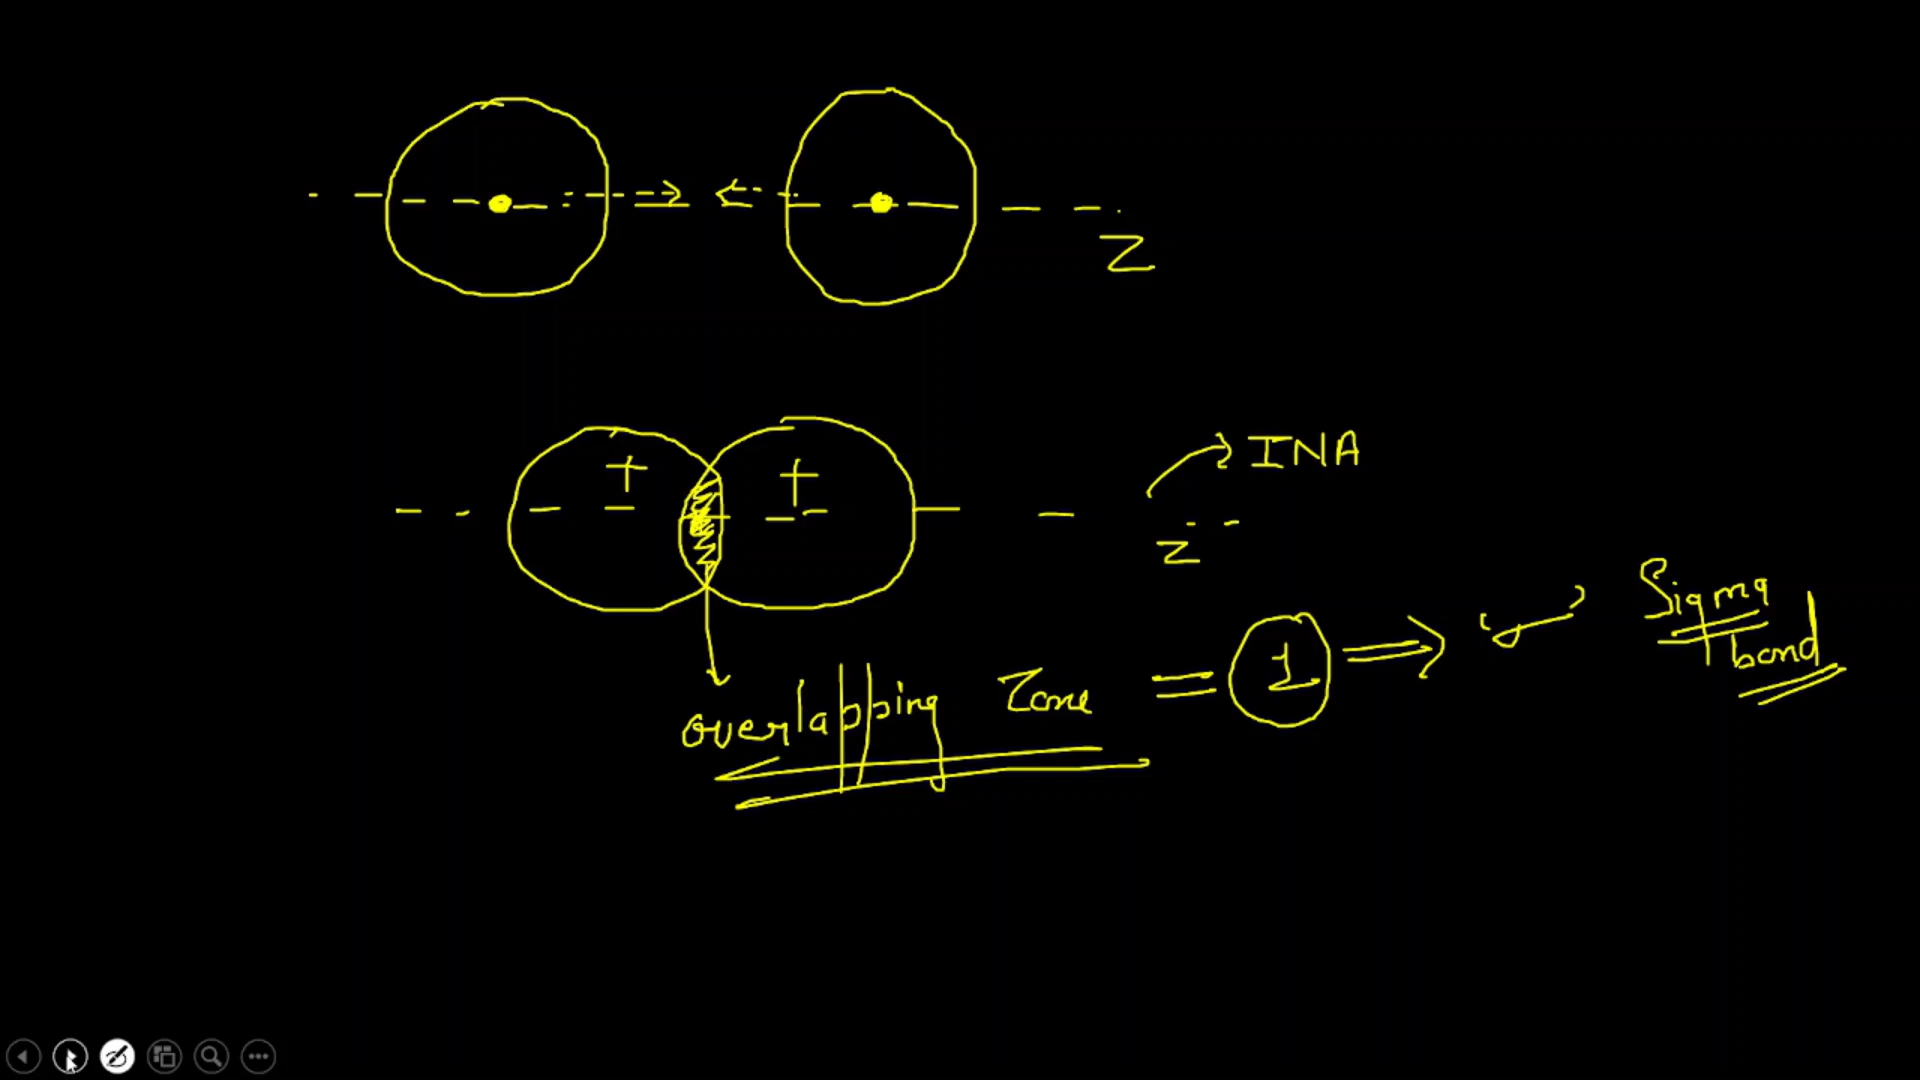 Z
+ +
INA
z
Sigma
bond
overlapping Zone = 1 ⇒